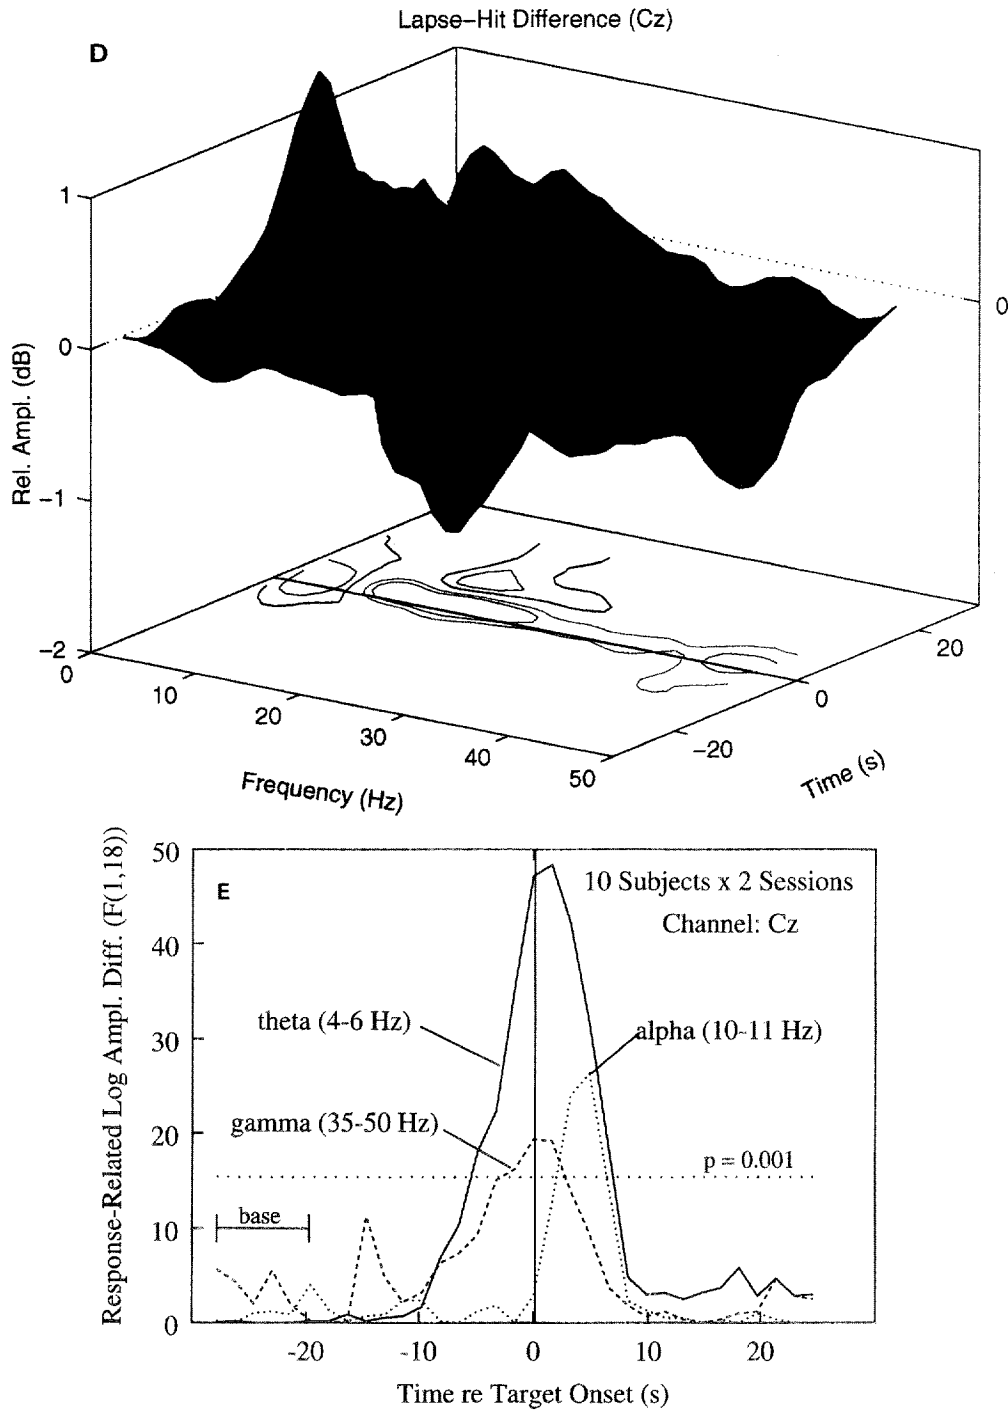 Lapse–Hit Difference (Cz)
D
1
0
0
−1
−2
Rel. Ampl. (dB)
0
10
20
30
40
50
Frequency (Hz)
−20
0
20
Time (s)
E
10 Subjects x 2 Sessions
Channel: Cz
50
40
30
20
10
0
Response-Related Log Ampl. Diff. (F(1,18))
theta (4-6 Hz)
alpha (10-11 Hz)
gamma (35-50 Hz)
p = 0.001
base
-20
-10
0
10
20
Time re Target Onset (s)